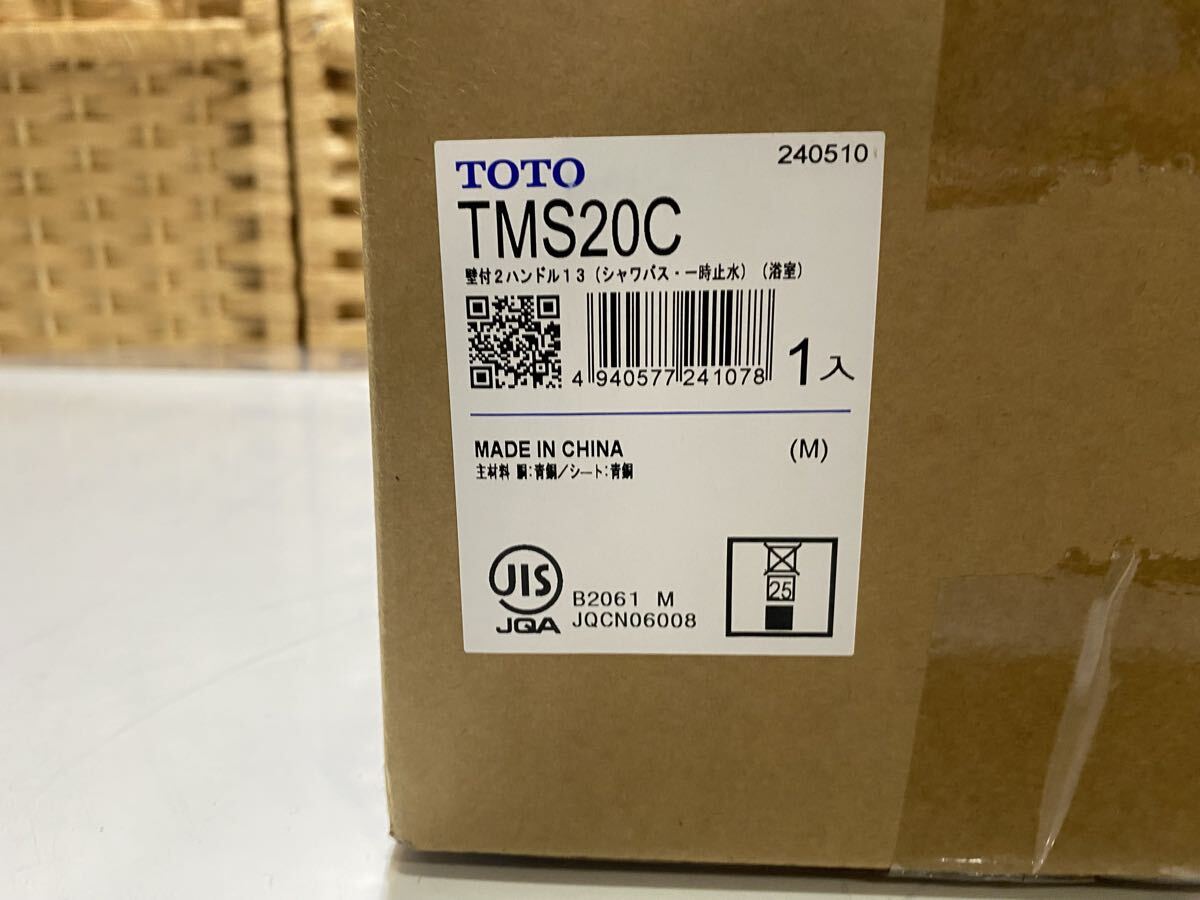 TOTO
240510
TMS20C
壁付2ハンドル13(シャワバス・一時止水)(浴室)
4 940577 241078
1入
MADE IN CHINA
(M)
主材料 胴:青銅/シート:青銅
JIS
JQA
B2061 M
JQCN06008
25